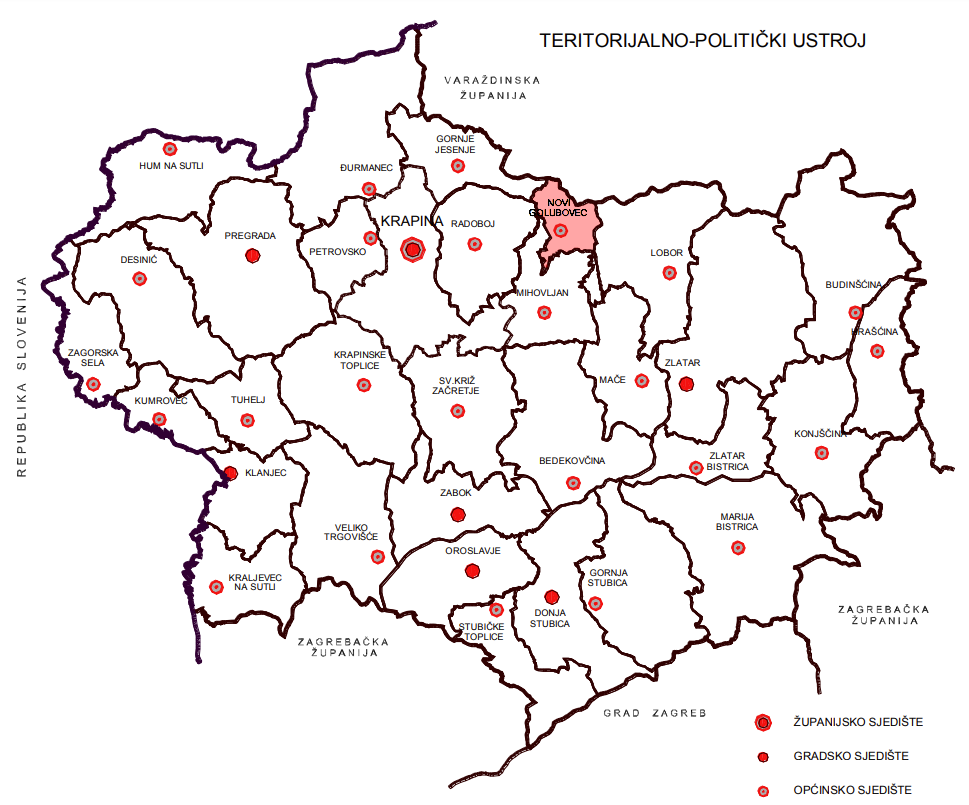 TERITORIJALNO-POLITIČKI USTROJ
VARAŽDINSKA
ŽUPANIJA
GORNJE
JESENJE
HUM NA SUTLI
ĐURMANEC
NOVI
GOLUBOVEC
KRAPINA
RADOBOJ
PREGRADA
PETROVSKO
LOBOR
DESINIĆ
BUDINŠĆINA
MIHOVLJAN
REPUBLIKA SLOVENIJA
HRAŠĆINA
ZAGORSKA
SELA
KRAPINSKE
TOPLICE
ZLATAR
SV.KRIŽ
ZAČRETJE
MAČE
KUMROVEC
TUHELJ
KONJŠČINA
BEDEKOVČINA
ZLATAR
BISTRICA
KLANJEC
ZABOK
MARIJA
BISTRICA
VELIKO
TRGOVIŠĆE
OROSLAVJE
KRALJEVEC
NA SUTLI
GORNJA
STUBICA
DONJA
STUBICA
STUBIČKE
TOPLICE
ZAGREBAČKA
ŽUPANIJA
ZAGREBAČKA
ŽUPANIJA
GRAD ZAGREB
ŽUPANIJSKO SJEDIŠTE
GRADSKO SJEDIŠTE
OPĆINSKO SJEDIŠTE